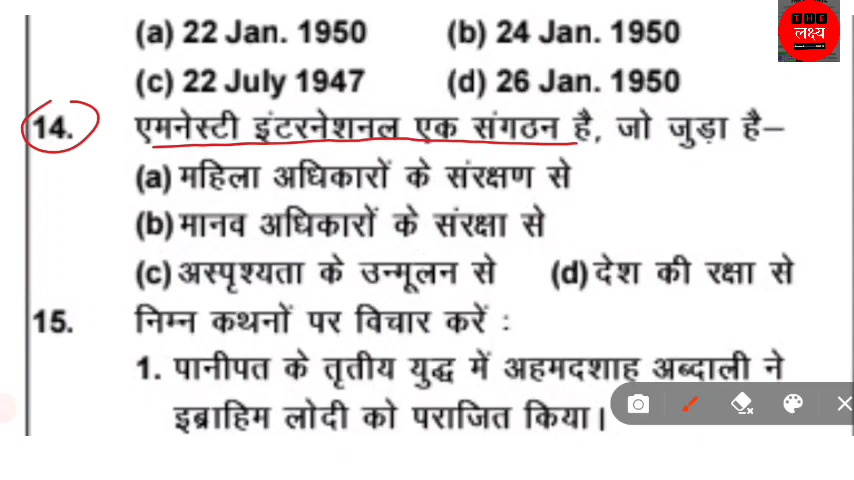 THE
लक्ष्य
(a) 22 Jan. 1950 (b) 24 Jan. 1950
(c) 22 July 1947 (d) 26 Jan. 1950
14. एमनेस्टी इंटरनेशनल एक संगठन है, जो जुड़ा है–
(a) महिला अधिकारों के संरक्षण से
(b) मानव अधिकारों के संरक्षा से
(c) अस्पृश्यता के उन्मूलन से (d) देश की रक्षा से
15. निम्न कथनों पर विचार करें :
1. पानीपत के तृतीय युद्ध में अहमदशाह अब्दाली ने
इब्राहिम लोदी को पराजित किया।